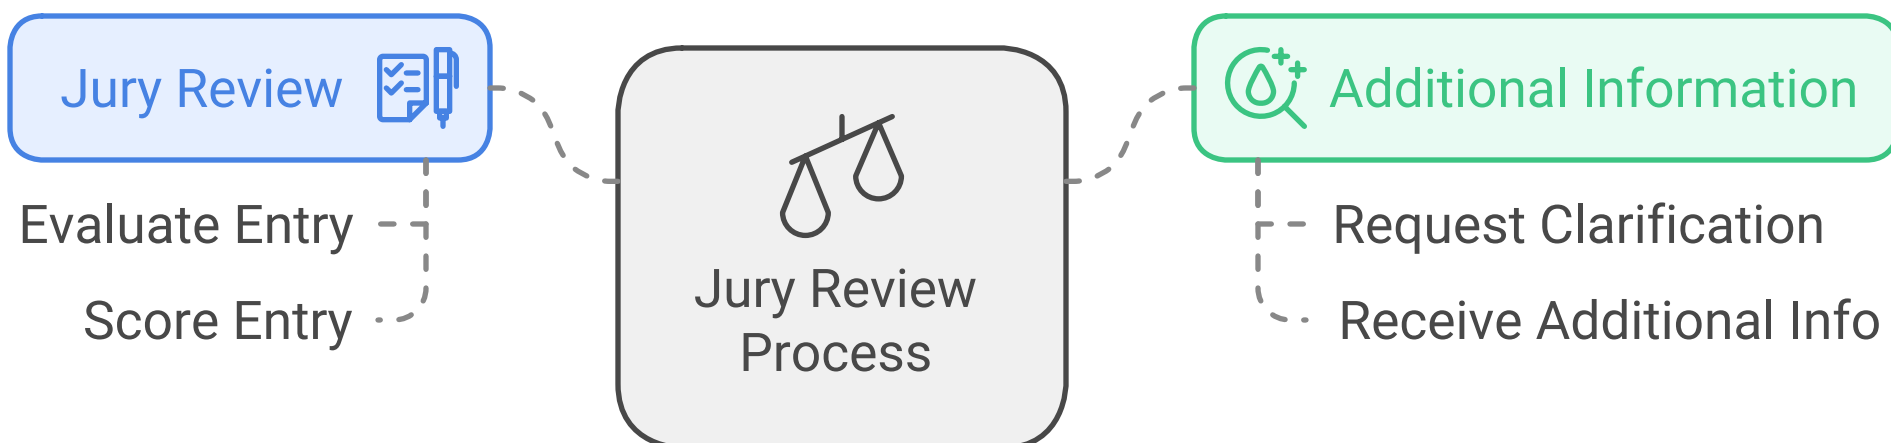 Jury Review
Evaluate Entry
Score Entry
Jury Review
Process
Additional Information
Request Clarification
Receive Additional Info